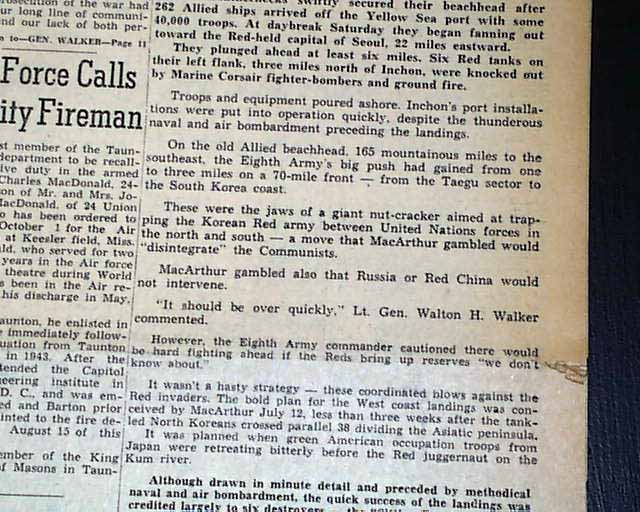 rosecution of the war had
ur long line of communi-
nd our lack of both per-
to—GEN. WALKER—Page 11
Force Calls
ity Fireman
st member of the Taun-
department to be recall-
ive duty in the armed
Charles MacDonald, 24-
on of Mr. and Mrs. Jo-
MacDonald, of 24 Union
o has been ordered to
October 1 for the Air
at Keesler field, Miss.
ld, who served for two
years in the Air force
theatre during World
s been in the Air re-
his discharge in May,
aunton, he enlisted in
e immediately follow-
uation from Taunton
in 1943. After the
tended the Capitol
eering institute in
D. C., and was em-
ed and Barton prior
inted to the fire de-
August 15 of this
ember of the King
f Masons in Taun-
swiftly secured their beachhead after
262 Allied ships arrived off the Yellow Sea port with some
40,000 troops. At daybreak Saturday they began fanning out
toward the Red-held capital of Seoul, 22 miles eastward.
They plunged ahead at least six miles. Six Red tanks on
their left flank, three miles north of Inchon, were knocked out
by Marine Corsair fighter-bombers and ground fire.
Troops and equipment poured ashore. Inchon's port installa-
tions were put into operation quickly, despite the thunderous
naval and air bombardment preceding the landings.
On the old Allied beachhead, 165 mountainous miles to the
southeast, the Eighth Army's big push had gained from one
to three miles on a 70-mile front — from the Taegu sector to
the South Korea coast.
These were the jaws of a giant nut-cracker aimed at trap-
ping the Korean Red army between United Nations forces in
the north and south — a move that MacArthur gambled would
"disintegrate" the Communists.
MacArthur gambled also that Russia or Red China would
not intervene.
"It should be over quickly," Lt. Gen. Walton H. Walker
commented.
However, the Eighth Army commander cautioned there would
be hard fighting ahead if the Reds bring up reserves "we don't
know about."
It wasn't a hasty strategy — these coordinated blows against the
Red invaders. The bold plan for the West coast landings was con-
ceived by MacArthur July 12, less than three weeks after the tank-
led North Koreans crossed parallel 38 dividing the Asiatic peninsula.
It was planned when green American occupation troops from
Japan were retreating bitterly before the Red juggernaut on the
Kum river.
Although drawn in minute detail and preceded by methodical
naval and air bombardment, the quick success of the landings was
credited largely to six destroyers